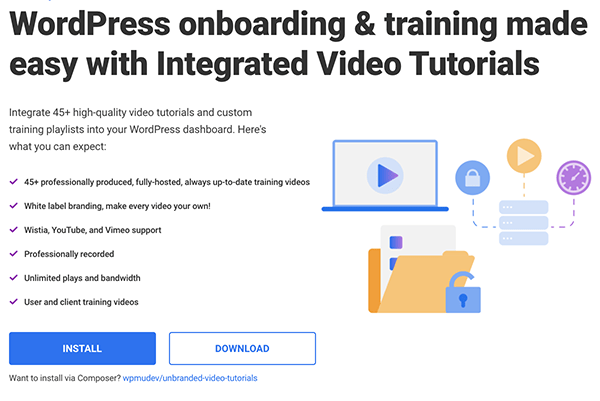 WordPress onboarding & training made
easy with Integrated Video Tutorials
Integrate 45+ high-quality video tutorials and custom
training playlists into your WordPress dashboard. Here's
what you can expect:
45+ professionally produced, fully-hosted, always up-to-date training videos
White label branding, make every video your own!
Wistia, YouTube, and Vimeo support
Professionally recorded
Unlimited plays and bandwidth
User and client training videos
INSTALL
DOWNLOAD
Want to install via Composer? wpmudev/unbranded-video-tutorials